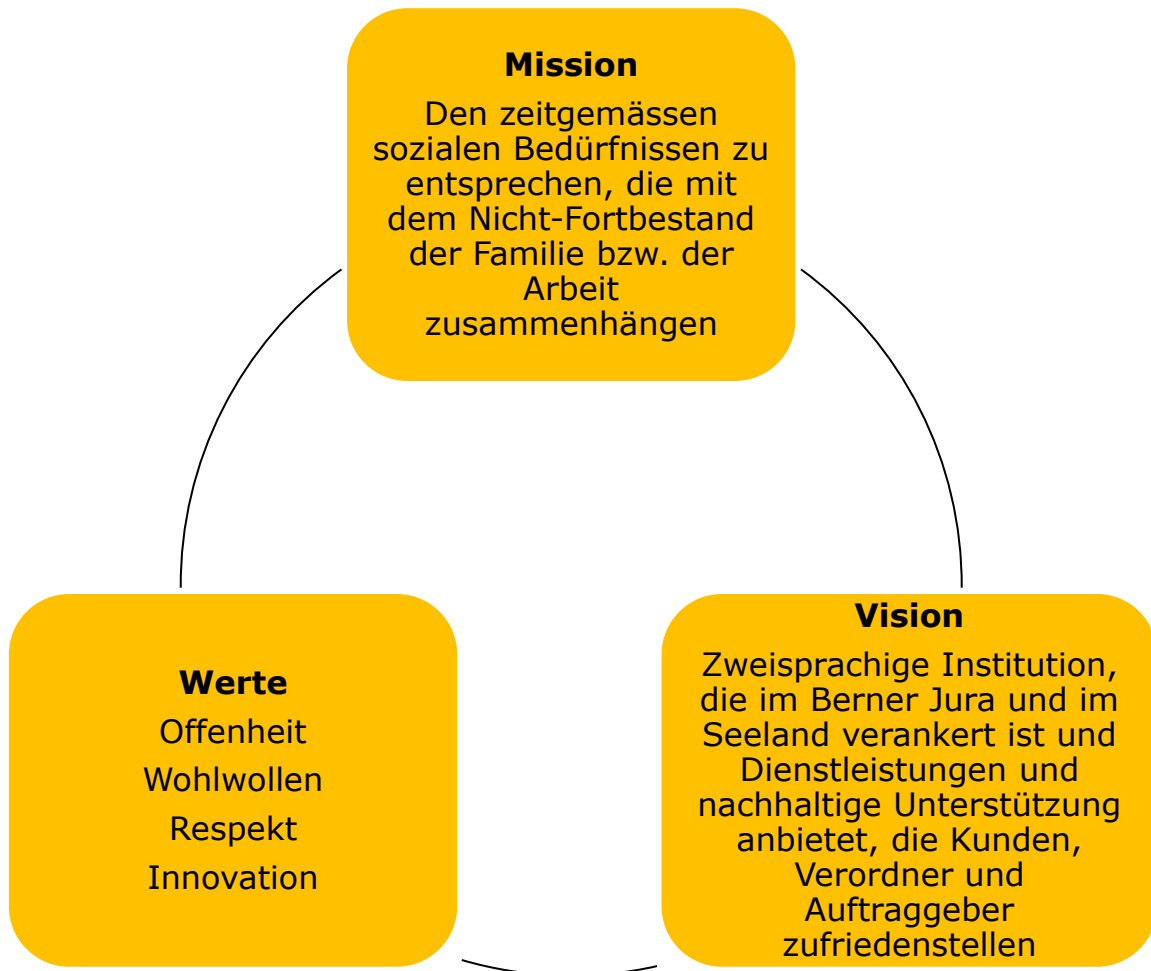 Mission
Den zeitgemässen
sozialen Bedürfnissen zu
entsprechen, die mit
dem Nicht-Fortbestand
der Familie bzw. der
Arbeit
zusammenhängen
Werte
Offenheit
Wohlwollen
Respekt
Innovation
Vision
Zweisprachige Institution,
die im Berner Jura und im
Seeland verankert ist und
Dienstleistungen und
nachhaltige Unterstützung
anbietet, die Kunden,
Verordner und
Auftraggeber
zufriedenstellen